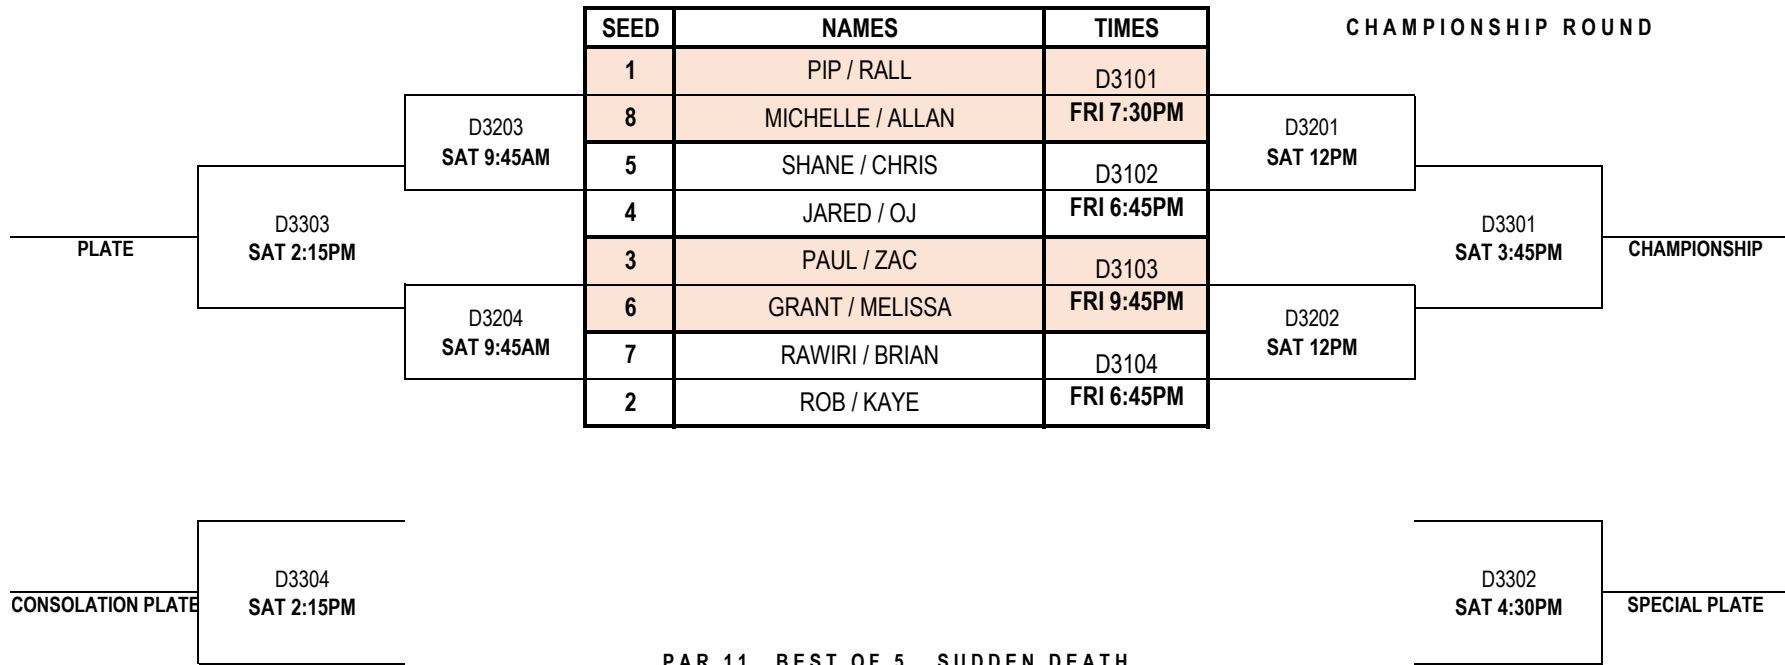 SEED NAMES TIMES CHAMPIONSHIP ROUND
1 PIP / RALL D3101
8 MICHELLE / ALLAN FRI 7:30PM
D3203 D3201
SAT 9:45AM SAT 12PM
5 SHANE / CHRIS D3102
4 JARED / OJ FRI 6:45PM
D3303 D3301
PLATE SAT 2:15PM SAT 3:45PM CHAMPIONSHIP
3 PAUL / ZAC D3103
6 GRANT / MELISSA FRI 9:45PM
D3204 D3202
SAT 9:45AM SAT 12PM
7 RAWIRI / BRIAN D3104
2 ROB / KAYE FRI 6:45PM
D3304 D3302
CONSOLATION PLATE SAT 2:15PM SAT 4:30PM SPECIAL PLATE
PAR 11 BEST OF 5 SUDDEN DEATH